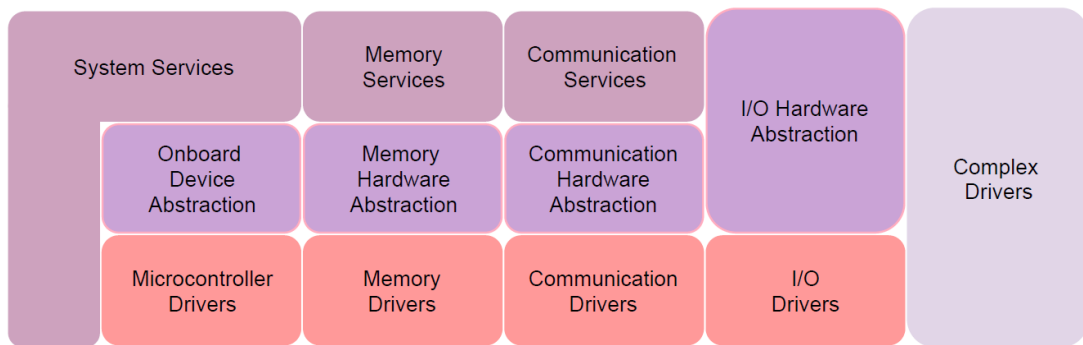 System Services
Memory
Services
Communication
Services
I/O Hardware
Abstraction
Complex
Drivers
Onboard
Device
Abstraction
Memory
Hardware
Abstraction
Communication
Hardware
Abstraction
Microcontroller
Drivers
Memory
Drivers
Communication
Drivers
I/O
Drivers